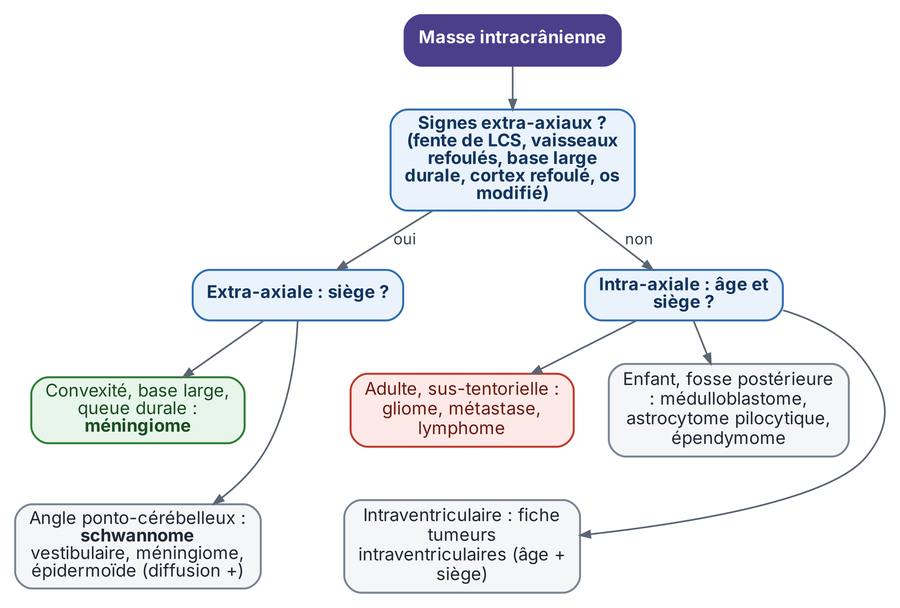 Masse intracrânienne
Signes extra-axiaux ?
(fente de LCS, vaisseaux
refoulés, base large
durale, cortex refoulé, os
modifié)
oui
non
Extra-axiale : siège ?
Intra-axiale : âge et
siège ?
Convexité, base large,
queue durale :
méningiome
Adulte, sus-tentorielle :
gliome, métastase,
lymphome
Enfant, fosse postérieure
: médulloblastome,
astrocytome pilocytique,
épendymome
Angle ponto-cérébelleux :
schwannome
vestibulaire, méningiome,
épidermoïde (diffusion +)
Intraventriculaire : fiche
tumeurs
intraventriculaires (âge +
siège)